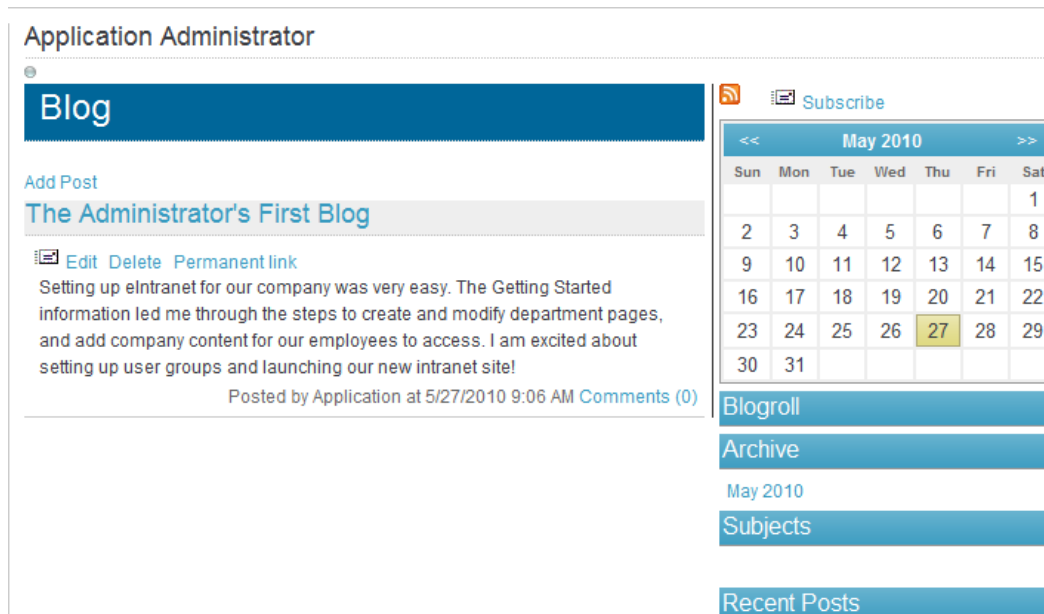 Application Administrator
Blog
Add Post
The Administrator's First Blog
Edit Delete Permanent link
Setting up eIntranet for our company was very easy. The Getting Started
information led me through the steps to create and modify department pages,
and add company content for our employees to access. I am excited about
setting up user groups and launching our new intranet site!
Posted by Application at 5/27/2010 9:06 AM Comments (0)
Subscribe
<< May 2010 >>
Sun Mon Tue Wed Thu Fri Sat
1
2 3 4 5 6 7 8
9 10 11 12 13 14 15
16 17 18 19 20 21 22
23 24 25 26 27 28 29
30 31
Blogroll
Archive
May 2010
Subjects
Recent Posts